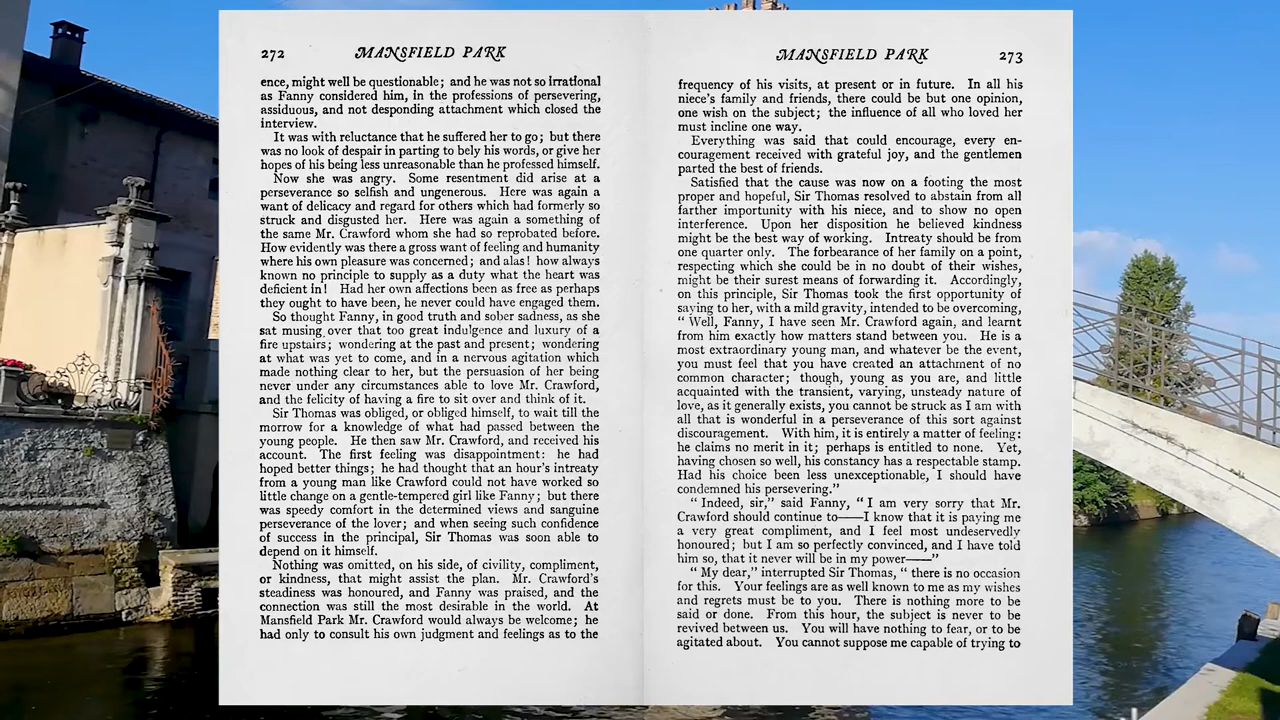 272 MANSFIELD PARK
ence, might well be questionable; and he was not so irrational
as Fanny considered him, in the professions of persevering,
assiduous, and not desponding attachment which closed the
interview.
It was with reluctance that he suffered her to go; but there
was no look of despair in parting to bely his words, or give her
hopes of his being less unreasonable than he professed himself.
Now she was angry. Some resentment did arise at a
perseverance so selfish and ungenerous. Here was again a
want of delicacy and regard for others which had formerly so
struck and disgusted her. Here was again a something of
the same Mr. Crawford whom she had so reprobated before.
How evidently was there a gross want of feeling and humanity
where his own pleasure was concerned; and alas! how always
known no principle to supply as a duty what the heart was
deficient in! Had her own affections been as free as perhaps
they ought to have been, he never could have engaged them.
So thought Fanny, in good truth and sober sadness, as she
sat musing over that too great indulgence and luxury of a
fire upstairs; wondering at the past and present; wondering
at what was yet to come, and in a nervous agitation which
made nothing clear to her, but the persuasion of her being
never under any circumstances able to love Mr. Crawford,
and the felicity of having a fire to sit over and think of it.
Sir Thomas was obliged, or obliged himself, to wait till the
morrow for a knowledge of what had passed between the
young people. He then saw Mr. Crawford, and received his
account. The first feeling was disappointment: he had
hoped better things; he had thought that an hour's intreaty
from a young man like Crawford could not have worked so
little change on a gentle-tempered girl like Fanny; but there
was speedy comfort in the determined views and sanguine
perseverance of the lover; and when seeing such confidence
of success in the principal, Sir Thomas was soon able to
depend on it himself.
Nothing was omitted, on his side, of civility, compliment,
or kindness, that might assist the plan. Mr. Crawford's
steadiness was honoured, and Fanny was praised, and the
connection was still the most desirable in the world. At
Mansfield Park Mr. Crawford would always be welcome; he
had only to consult his own judgment and feelings as to the
MANSFIELD PARK 273
frequency of his visits, at present or in future. In all his
niece's family and friends, there could be but one opinion,
one wish on the subject; the influence of all who loved her
must incline one way.
Everything was said that could encourage, every en-
couragement received with grateful joy, and the gentlemen
parted the best of friends.
Satisfied that the cause was now on a footing the most
proper and hopeful, Sir Thomas resolved to abstain from all
farther importunity with his niece, and to show no open
interference. Upon her disposition he believed kindness
might be the best way of working. Intreaty should be from
one quarter only. The forbearance of her family on a point,
respecting which she could be in no doubt of their wishes,
might be their surest means of forwarding it. Accordingly,
on this principle, Sir Thomas took the first opportunity of
saying to her, with a mild gravity, intended to be overcoming,
“ Well, Fanny, I have seen Mr. Crawford again, and learnt
from him exactly how matters stand between you. He is a
most extraordinary young man, and whatever be the event,
you must feel that you have created an attachment of no
common character; though, young as you are, and little
acquainted with the transient, varying, unsteady nature of
love, as it generally exists, you cannot be struck as I am with
all that is wonderful in a perseverance of this sort against
discouragement. With him, it is entirely a matter of feeling:
he claims no merit in it; perhaps is entitled to none. Yet,
having chosen so well, his constancy has a respectable stamp.
Had his choice been less unexceptionable, I should have
condemned his persevering.”
“ Indeed, sir,” said Fanny, “ I am very sorry that Mr.
Crawford should continue to——I know that it is paying me
a very great compliment, and I feel most undeservedly
honoured; but I am so perfectly convinced, and I have told
him so, that it never will be in my power——”
“ My dear,” interrupted Sir Thomas, “ there is no occasion
for this. Your feelings are as well known to me as my wishes
and regrets must be to you. There is nothing more to be
said or done. From this hour, the subject is never to be
revived between us. You will have nothing to fear, or to be
agitated about. You cannot suppose me capable of trying to